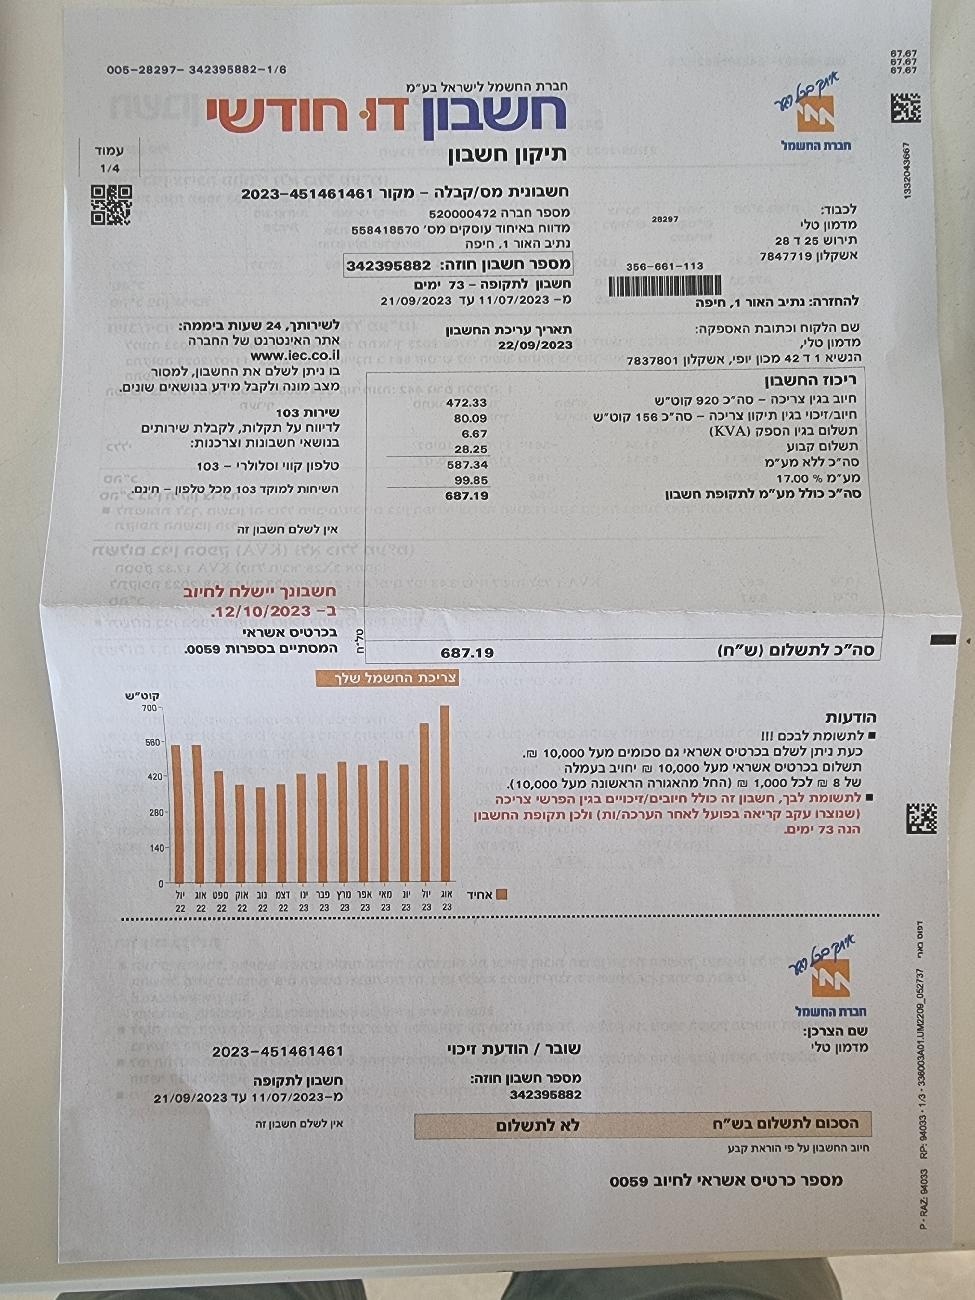 005-28297- 342395882-1/6
67.67
67.67
67.67
חברת החשמל לישראל בע"מ
חשבון דו-חודשי
תיקון חשבון
חברת החשמל
1332043667
עמוד
1/4
חשבונית מס/קבלה – מקור 2023-451461461
מספר חברה 520000472
מדווח באיחוד עוסקים מס' 558418570
נתיב האור 1, חיפה
מספר חשבון חוזה: 342395882
חשבון לתקופה – 73 ימים
מ– 11/07/2023 עד 21/09/2023
לכבוד:
מדמון טלי
28297
תירוש 25 ד 28
אשקלון 7847719
356-661-113
להחזרה: נתיב האור 1, חיפה
תאריך עריכת החשבון
22/09/2023
שם הלקוח וכתובת האספקה:
מדמון טלי,
הנשיא 1 ד 42 מכון יופי, אשקלון 7837801
לשירותך, 24 שעות ביממה:
אתר האינטרנט של החברה
www.iec.co.il
בו ניתן לשלם את החשבון, למסור
מצב מונה ולקבל מידע בנושאים שונים.
שירות 103
לדיווח על תקלות, לקבלת שירותים
בנושאי חשבונות וצרכנות:
טלפון קווי וסלולרי – 103
השיחות למוקד 103 מכל טלפון – חינם.
אין לשלם חשבון זה
ריכוז החשבון
חיוב בגין צריכה – סה"כ 920 קוט"ש 472.33
חיוב/זיכוי בגין תיקון צריכה – סה"כ 156 קוט"ש 80.09
תשלום בגין הספק (KVA) 6.67
תשלום קבוע 28.25
סה"כ ללא מע"מ 587.34
מע"מ % 17.00 99.85
סה"כ כולל מע"מ לתקופת חשבון 687.19
חשבונך יישלח לחיוב
ב– 12/10/2023.
בכרטיס אשראי
המסתיים בספרות 0059.
טל"ח
סה"כ לתשלום (ש"ח) 687.19
צריכת החשמל שלך
קוט"ש
700
560
420
280
140
0
יול אוג ספט אוק נוב דצמ ינו פבר מרץ אפר מאי יונ יול אוג
22 22 22 22 22 22 23 23 23 23 23 23 23 23
אחיד
הודעות
■ לתשומת לבכם !!!
כעת ניתן לשלם בכרטיס אשראי גם סכומים מעל 10,000 ₪.
תשלום בכרטיס אשראי מעל 10,000 ₪ יחויב בעמלה
של 8 ₪ לכל 1,000 ₪ (החל מהאגורה הראשונה מעל 10,000).
■ לתשומת לבך, חשבון זה כולל חיובים/זיכויים בגין הפרשי צריכה
(שנוצרו עקב קריאה בפועל לאחר הערכה/ות) ולכן תקופת החשבון
הנה 73 ימים.
חברת החשמל
שם הצרכן:
מדמון טלי
שובר / הודעת זיכוי
2023-451461461
מספר חשבון חוזה:
342395882
חשבון לתקופה
מ–11/07/2023 עד 21/09/2023
הסכום לתשלום בש"ח לא לתשלום
אין לשלם חשבון זה
חיוב החשבון על פי הוראת קבע
מספר כרטיס אשראי לחיוב 0059
P - RAZ: 94033 RP: 94033 - 1/3 - 336003A01.UM2209_052737 דפוס בארי